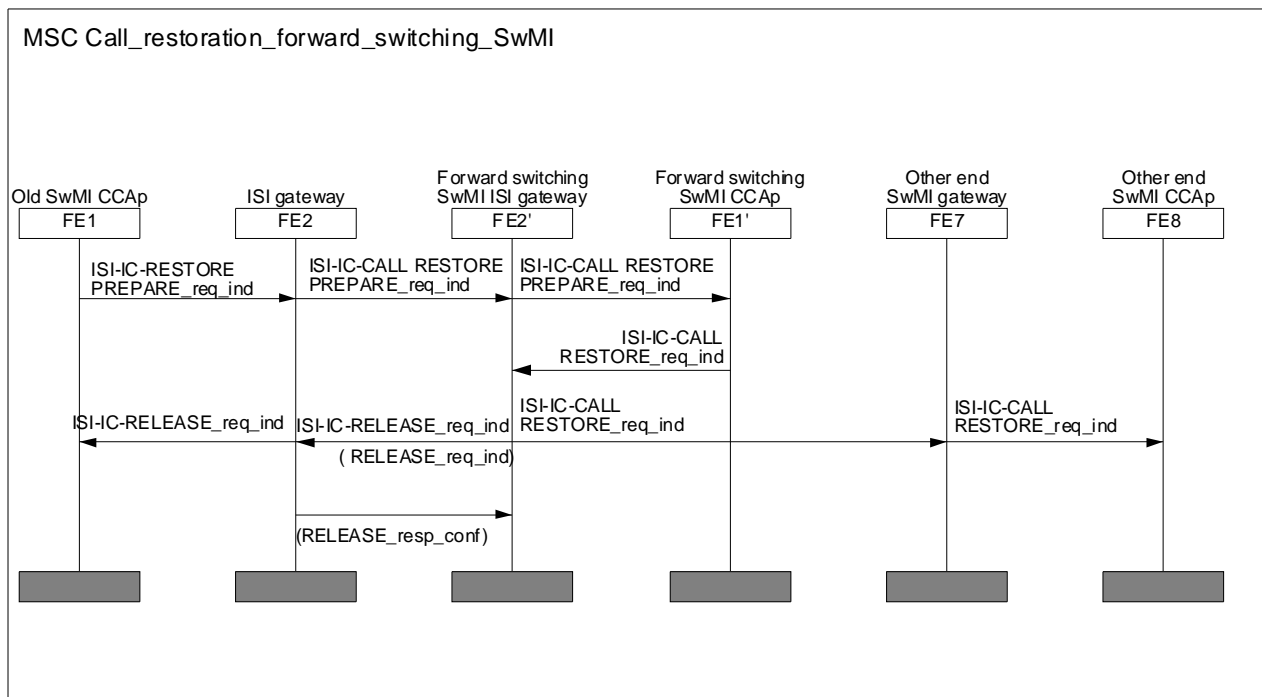 MSC Call_restoration_forward_switching_SwMI
Old SwMI CCAp
FE1
ISI gateway
FE2
Forward switching
SwMI ISI gateway
FE2'
Forward switching
SwMI CCAp
FE1'
Other end
SwMI gateway
FE7
Other end
SwMI CCAp
FE8
ISI-IC-RESTORE
PREPARE_req_ind
ISI-IC-CALL RESTORE
PREPARE_req_ind
ISI-IC-CALL RESTORE
PREPARE_req_ind
ISI-IC-CALL
RESTORE_req_ind
ISI-IC-RELEASE_req_ind
ISI-IC-RELEASE_req_ind
( RELEASE_req_ind)
ISI-IC-CALL
RESTORE_req_ind
ISI-IC-CALL
RESTORE_req_ind
(RELEASE_resp_conf)